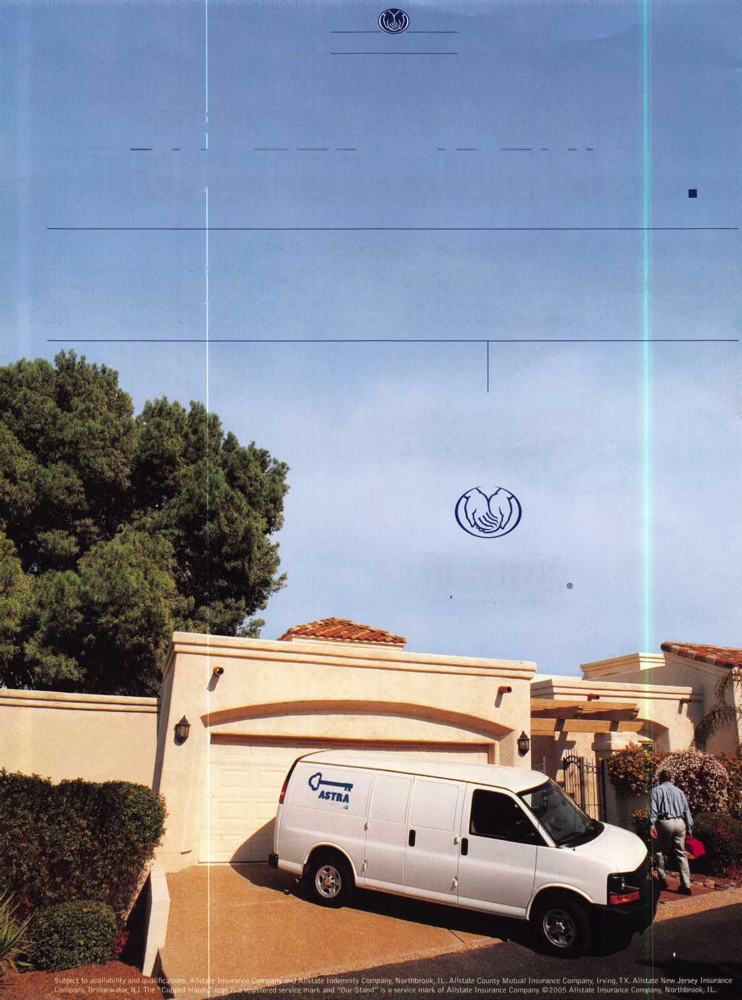 ®
ASTRA
Subject to availability and qualifications. Allstate Insurance Company and Allstate Indemnity Company, Northbrook, IL. Allstate County Mutual Insurance Company, Irving, TX. Allstate New Jersey Insurance
Company, Bridgewater, NJ. The "Cupped Hands" logo is a registered service mark and "Our Stand" is a service mark of Allstate Insurance Company. ©2005 Allstate Insurance Company, Northbrook, IL.